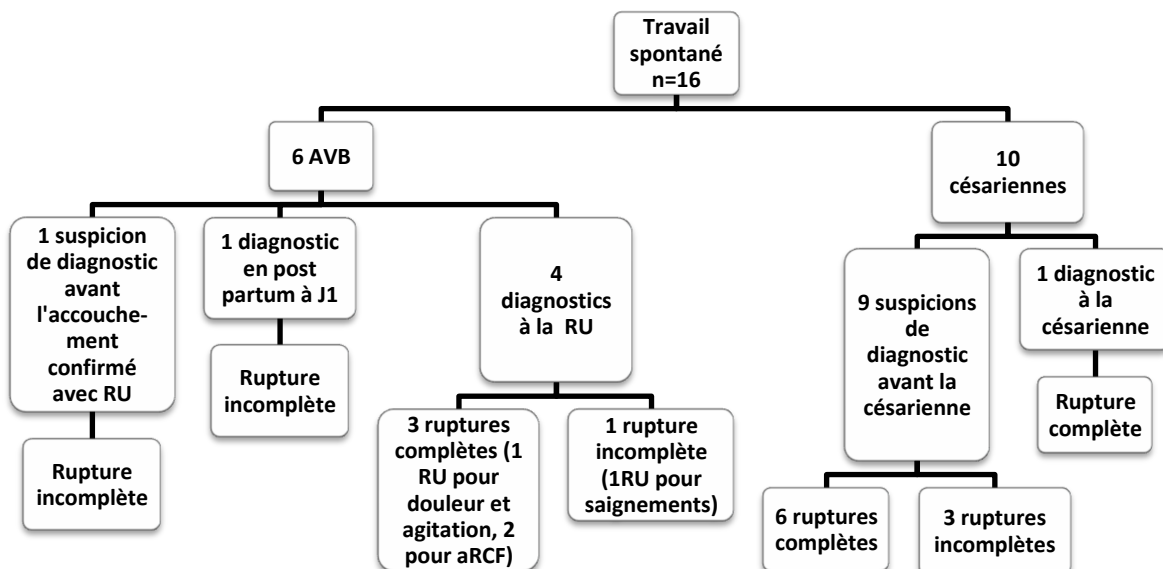 Travail
spontané
n=16
6 AVB
10
césariennes
1 suspicion
de diagnostic
avant
l'accouche-
ment
confirmé
avec RU
1 diagnostic
en post
partum à J1
4
diagnostics
à la RU
9 suspicions
de
diagnostic
avant la
césarienne
1 diagnostic
à la
césarienne
Rupture
incomplète
Rupture
incomplète
3 ruptures
complètes (1
RU pour
douleur et
agitation, 2
pour aRCF)
1 rupture
incomplète
(1RU pour
saignements)
6 ruptures
complètes
3 ruptures
incomplètes
Rupture
complète